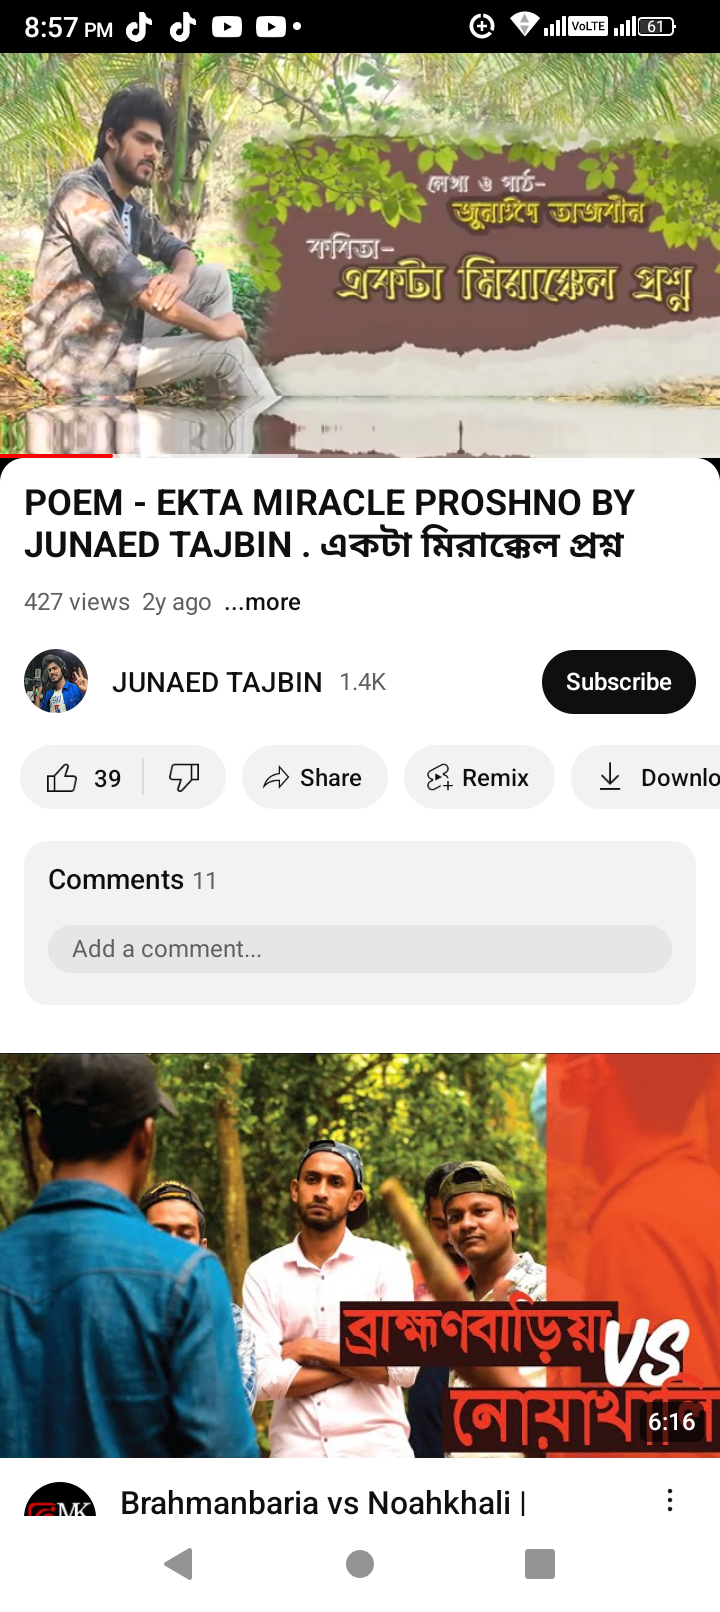 8:57 PM
VoLTE
61
লেখা ও পাঠ-
জুনাঈদ তাজবীন
কবিতা-
একটা মিরাক্কেল প্রশ্ন
POEM - EKTA MIRACLE PROSHNO BY
JUNAED TAJBIN . একটা মিরাক্কেল প্রশ্ন
427 views 2y ago ...more
JUNAED TAJBIN 1.4K
Subscribe
39
Share
Remix
Downlo
Comments 11
Add a comment...
ব্রাহ্মণবাড়িয়া
VS
নোয়াখালি
6:16
MK
Brahmanbaria vs Noahkhali |